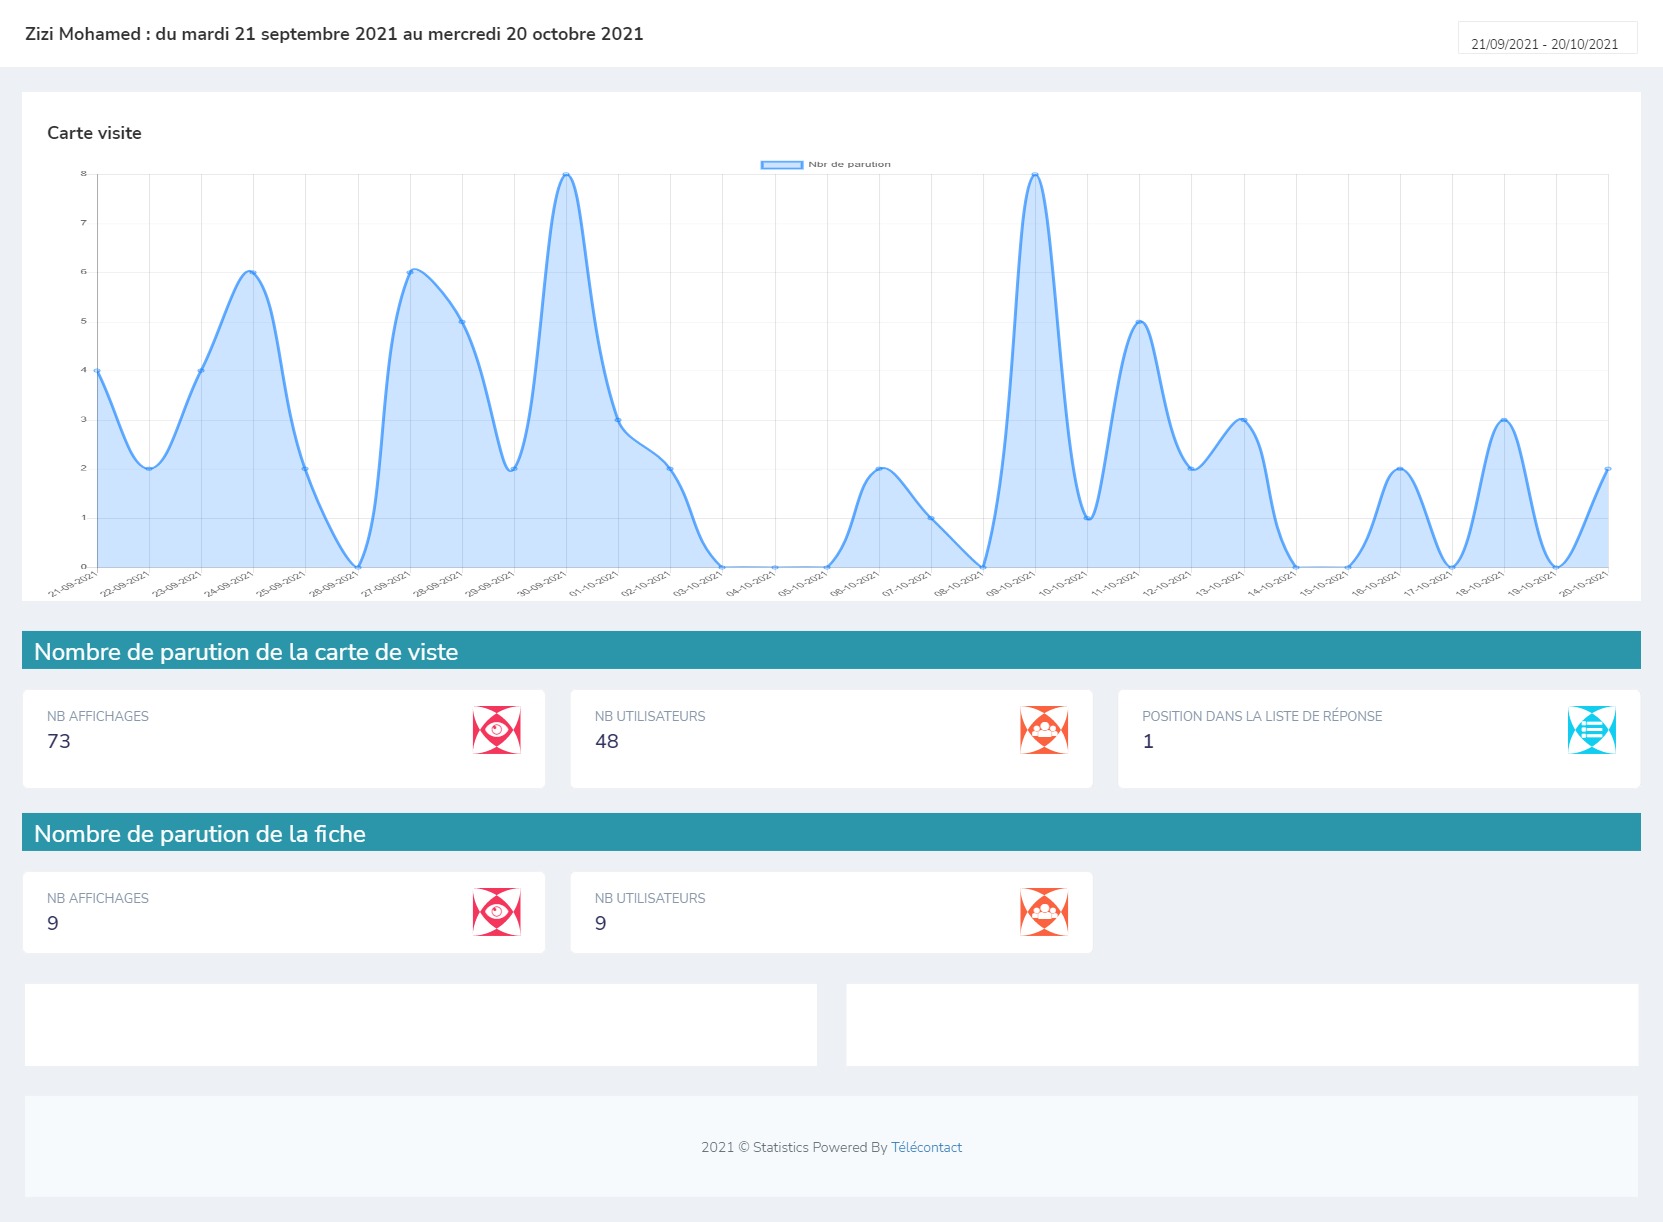 Zizi Mohamed : du mardi 21 septembre 2021 au mercredi 20 octobre 2021
21/09/2021 - 20/10/2021
Carte visite
Nbr de parution
8
7
6
5
4
3
2
1
0
21-09-2021 22-09-2021 23-09-2021 24-09-2021 25-09-2021 26-09-2021 27-09-2021 28-09-2021 29-09-2021 30-09-2021 01-10-2021 02-10-2021 03-10-2021 04-10-2021 05-10-2021 06-10-2021 07-10-2021 08-10-2021 09-10-2021 10-10-2021 11-10-2021 12-10-2021 13-10-2021 14-10-2021 15-10-2021 16-10-2021 17-10-2021 18-10-2021 19-10-2021 20-10-2021
Nombre de parution de la carte de viste
NB AFFICHAGES
73
NB UTILISATEURS
48
POSITION DANS LA LISTE DE RÉPONSE
1
Nombre de parution de la fiche
NB AFFICHAGES
9
NB UTILISATEURS
9
2021 © Statistics Powered By Télécontact